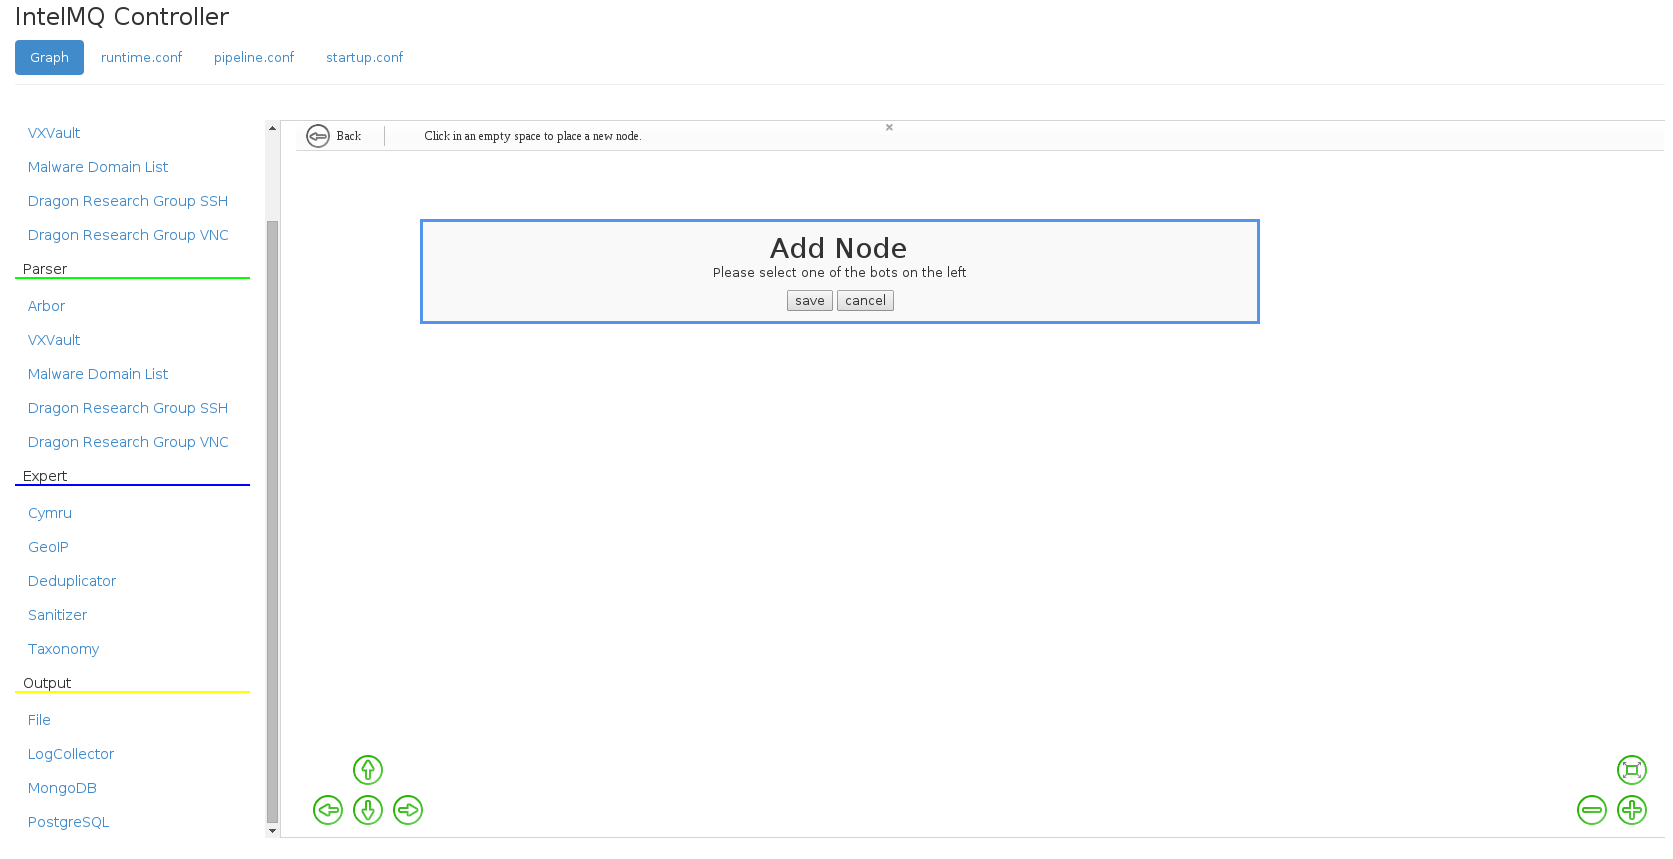 IntelMQ Controller
Graph runtime.conf pipeline.conf startup.conf
VXVault
Malware Domain List
Dragon Research Group SSH
Dragon Research Group VNC
Parser
Arbor
VXVault
Malware Domain List
Dragon Research Group SSH
Dragon Research Group VNC
Expert
Cymru
GeoIP
Deduplicator
Sanitizer
Taxonomy
Output
File
LogCollector
MongoDB
PostgreSQL
Back Click in an empty space to place a new node.
Add Node
Please select one of the bots on the left
save cancel